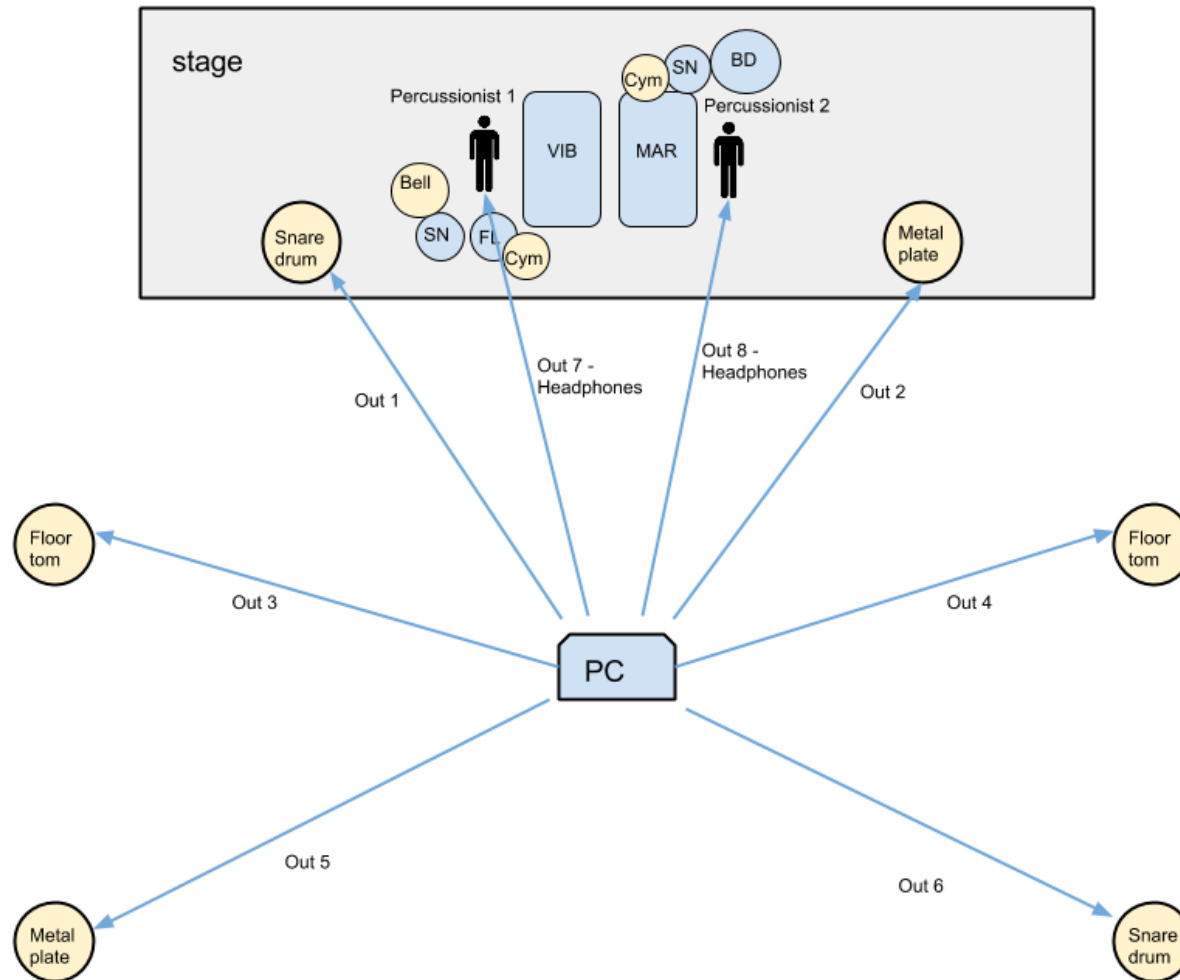 stage
Cym
SN
BD
Percussionist 1
Percussionist 2
VIB
MAR
Bell
SN
FL
Cym
Snare
drum
Metal
plate
Out 7 -
Headphones
Out 8 -
Headphones
Out 1
Out 2
Floor
tom
Floor
tom
Out 3
Out 4
PC
Out 5
Out 6
Metal
plate
Snare
drum